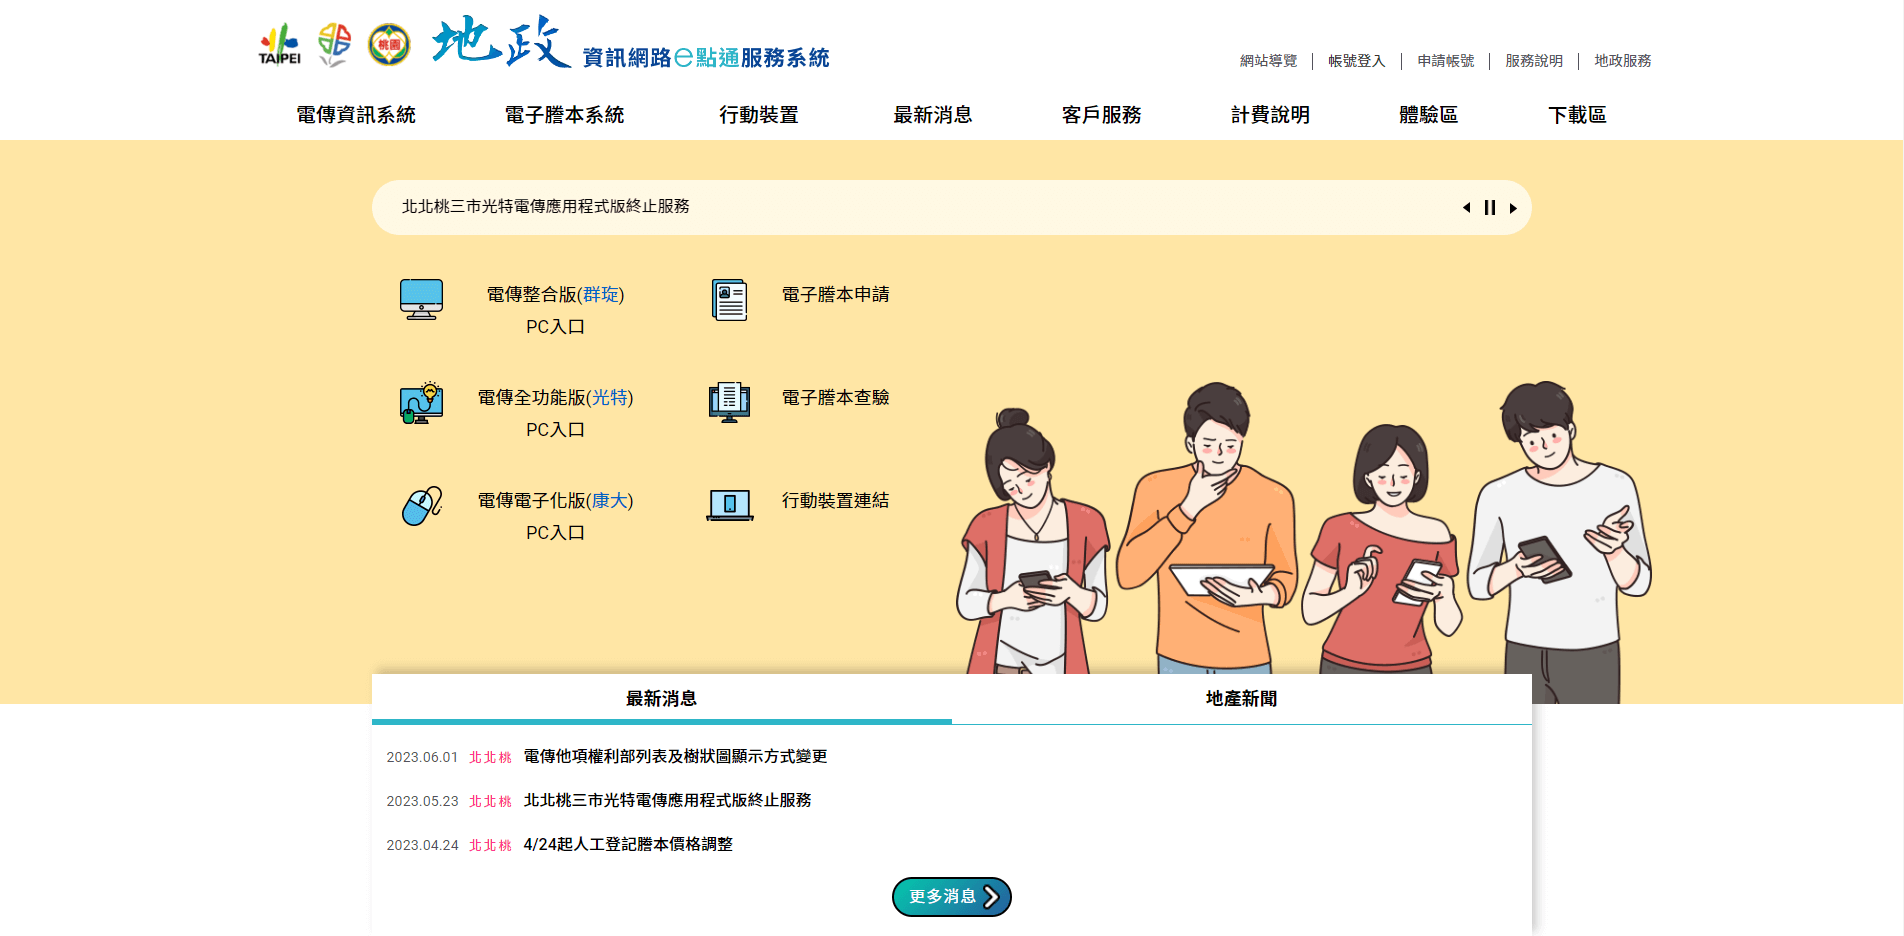 TAIPEI 桃園 地政 資訊網路e點通服務系統
網站導覽 帳號登入 申請帳號 服務說明 地政服務
電傳資訊系統 電子謄本系統 行動裝置 最新消息 客戶服務 計費說明 體驗區 下載區
北北桃三市光特電傳應用程式版終止服務
電傳整合版(群琁)
PC入口
電子謄本申請
電傳全功能版(光特)
PC入口
電子謄本查驗
電傳電子化版(康大)
PC入口
行動裝置連結
最新消息 地產新聞
2023.06.01 北北桃 電傳他項權利部列表及樹狀圖顯示方式變更
2023.05.23 北北桃 北北桃三市光特電傳應用程式版終止服務
2023.04.24 北北桃 4/24起人工登記謄本價格調整
更多消息